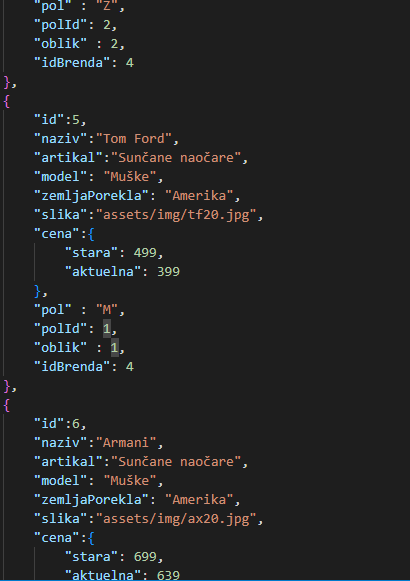 "pol" : "Z",
"polId": 2,
"oblik" : 2,
"idBrenda": 4
},
{
"id":5,
"naziv":"Tom Ford",
"artikal":"Sunčane naočare",
"model": "Muške",
"zemljaPorekla": "Amerika",
"slika":"assets/img/tf20.jpg",
"cena":{
"stara": 499,
"aktuelna": 399
},
"pol" : "M",
"polId": 1,
"oblik" : 1,
"idBrenda": 4
},
{
"id":6,
"naziv":"Armani",
"artikal":"Sunčane naočare",
"model": "Muške",
"zemljaPorekla": "Amerika",
"slika":"assets/img/ax20.jpg",
"cena":{
"stara": 699,
"aktuelna": 639